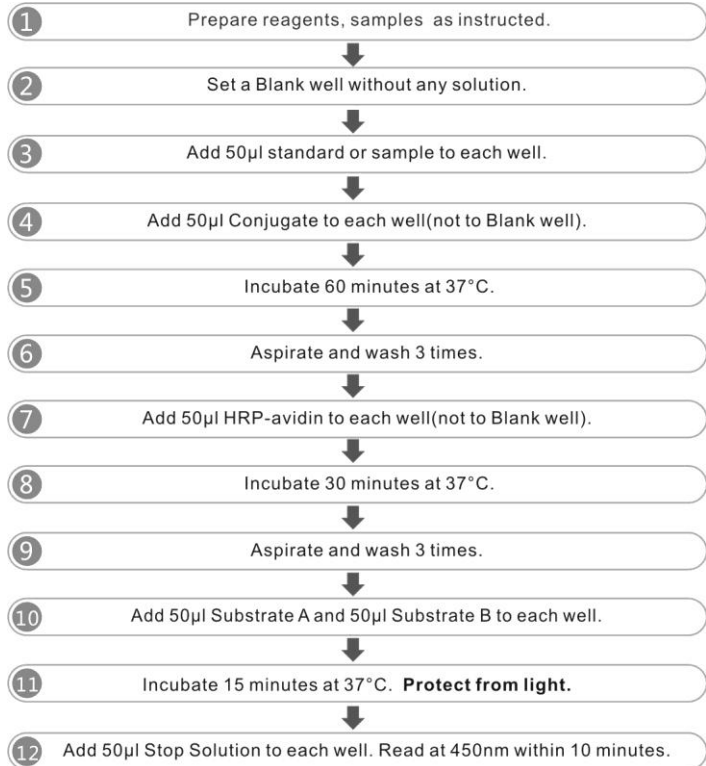 1 Prepare reagents, samples as instructed.
2 Set a Blank well without any solution.
3 Add 50μl standard or sample to each well.
4 Add 50μl Conjugate to each well(not to Blank well).
5 Incubate 60 minutes at 37°C.
6 Aspirate and wash 3 times.
7 Add 50μl HRP-avidin to each well(not to Blank well).
8 Incubate 30 minutes at 37°C.
9 Aspirate and wash 3 times.
10 Add 50μl Substrate A and 50μl Substrate B to each well.
11 Incubate 15 minutes at 37°C. Protect from light.
12 Add 50μl Stop Solution to each well. Read at 450nm within 10 minutes.